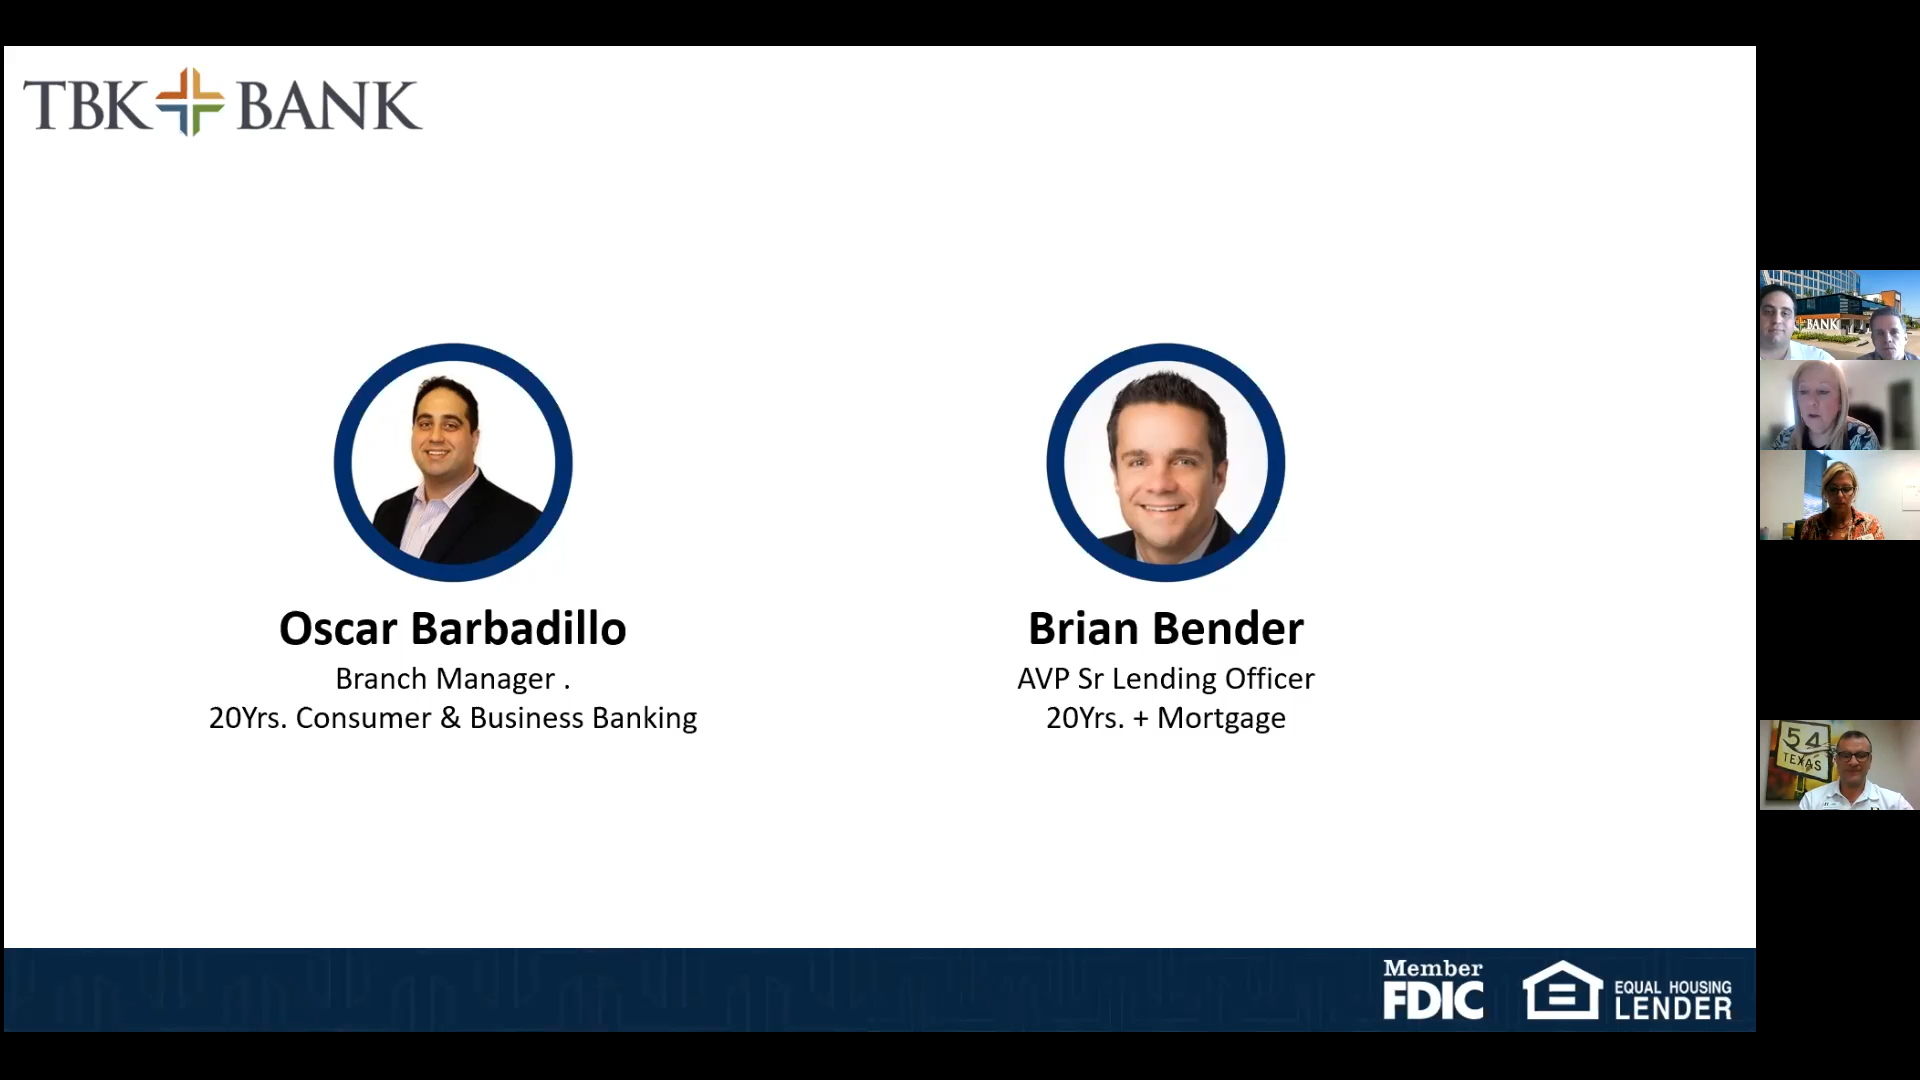 TBK BANK
Oscar Barbadillo
Branch Manager .
20Yrs. Consumer & Business Banking
Brian Bender
AVP Sr Lending Officer
20Yrs. + Mortgage
Member
FDIC
EQUAL HOUSING
LENDER
BANK
54
TEXAS